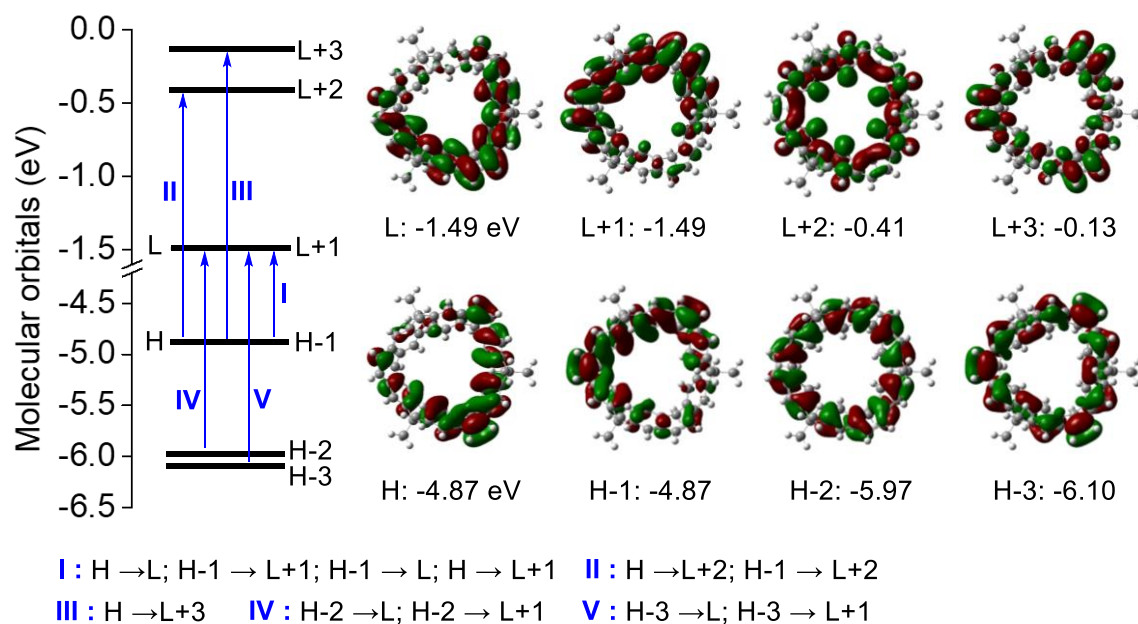 Molecular orbitals (eV)
0.0
-0.5
-1.0
-1.5
-4.5
-5.0
-5.5
-6.0
-6.5
L+3
L+2
II
III
L
L+1
I
H
H-1
IV
V
H-2
H-3
L: -1.49 eV
L+1: -1.49
L+2: -0.41
L+3: -0.13
H: -4.87 eV
H-1: -4.87
H-2: -5.97
H-3: -6.10
I : H →L; H-1 → L+1; H-1 → L; H → L+1
II : H →L+2; H-1 → L+2
III : H →L+3
IV : H-2 →L; H-2 → L+1
V : H-3 →L; H-3 → L+1